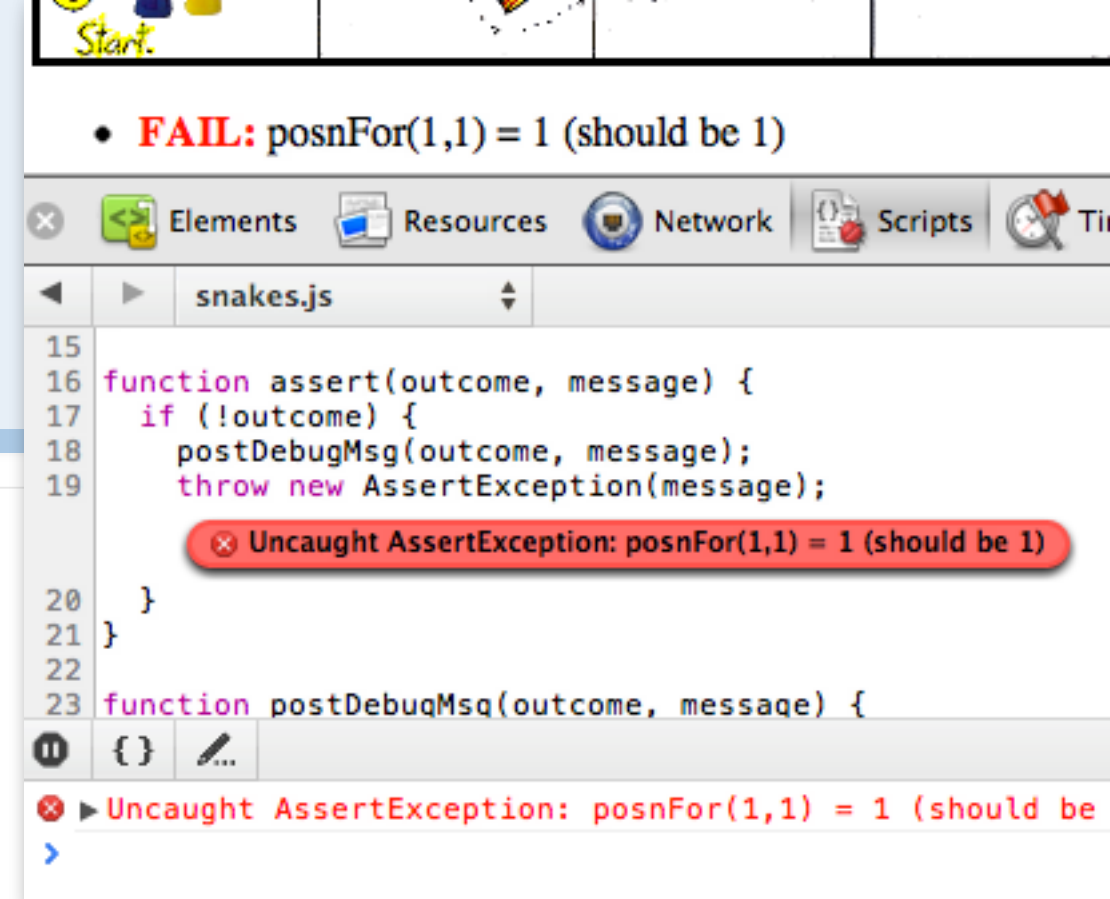 Start.
• FAIL: posnFor(1,1) = 1 (should be 1)
Elements Resources Network Scripts
snakes.js
15
16 function assert(outcome, message) {
17 if (!outcome) {
18 postDebugMsg(outcome, message);
19 throw new AssertException(message);
Uncaught AssertException: posnFor(1,1) = 1 (should be 1)
20 }
21 }
22
23 function postDebugMsg(outcome, message) {
{}
Uncaught AssertException: posnFor(1,1) = 1 (should be